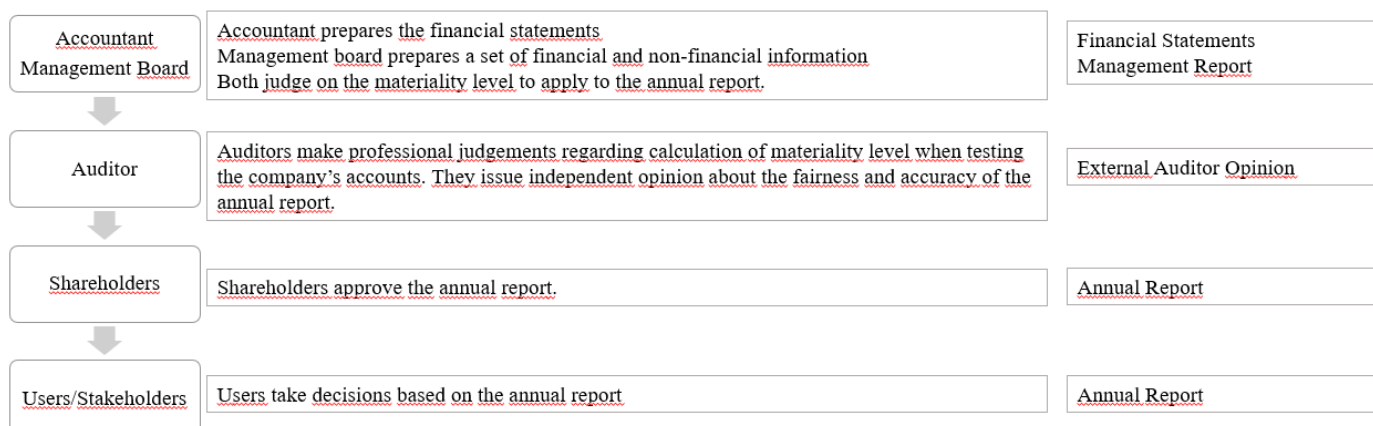 Accountant
Management Board
Accountant prepares the financial statements
Management board prepares a set of financial and non-financial information
Both judge on the materiality level to apply to the annual report.
Financial Statements
Management Report
Auditor
Auditors make professional judgements regarding calculation of materiality level when testing
the company's accounts. They issue independent opinion about the fairness and accuracy of the
annual report.
External Auditor Opinion
Shareholders
Shareholders approve the annual report.
Annual Report
Users/Stakeholders
Users take decisions based on the annual report
Annual Report